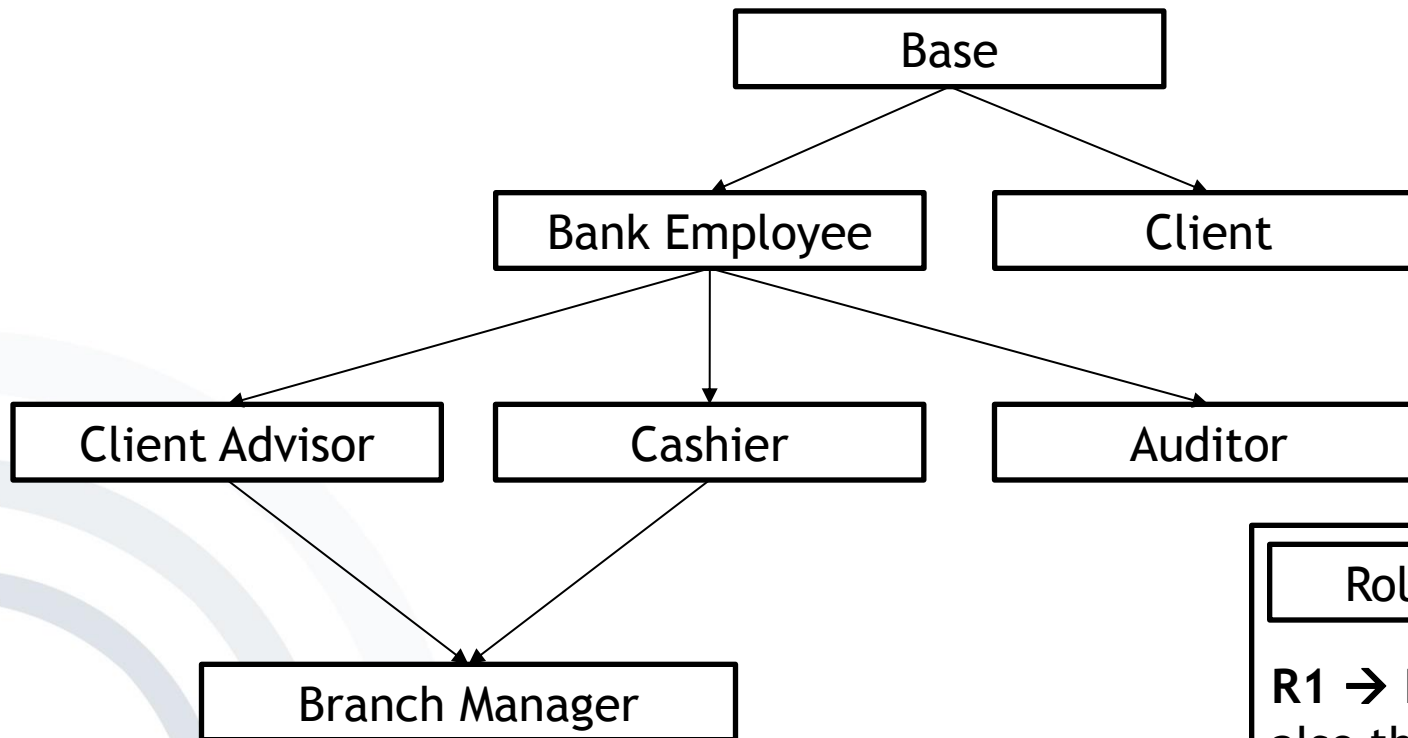 Base
Bank Employee
Client
Client Advisor
Cashier
Auditor
Branch Manager
R1 →